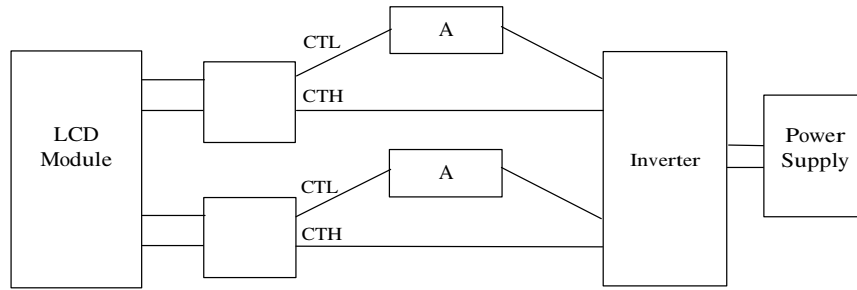 A
CTL
CTH
LCD
Module
Inverter
Power
Supply
A
CTL
CTH